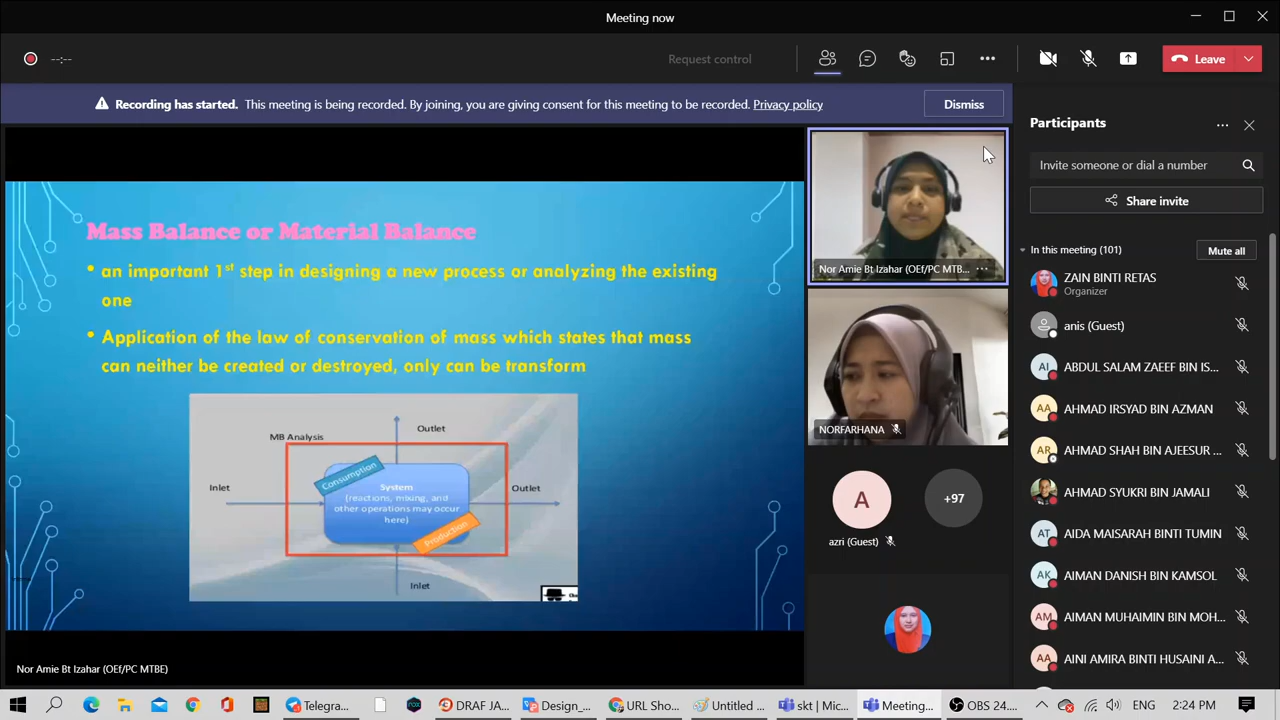 Meeting now
--:--
Request control
Leave
Recording has started. This meeting is being recorded. By joining, you are giving consent for this meeting to be recorded. Privacy policy
Dismiss
Mass Balance or Material Balance
• an important 1st step in designing a new process or analyzing the existing
one
• Application of the law of conservation of mass which states that mass
can neither be created or destroyed, only can be transform
MB Analysis
Outlet
Inlet
Consumption
System
(reactions, mixing, and
other operations may occur
here)
Production
Outlet
Inlet
Nor Amie Bt Izahar (OEf/PC MTBE)
Nor Amie Bt Izahar (OEf/PC MTBE...
NORFARHANA
A
azri (Guest)
+97
Participants
Invite someone or dial a number
Share invite
In this meeting (101)
Mute all
ZAIN BINTI RETAS
Organizer
anis (Guest)
AI ABDUL SALAM ZAEEF BIN IS...
AA AHMAD IRSYAD BIN AZMAN
AR AHMAD SHAH BIN AJEESUR ...
AHMAD SYUKRI BIN JAMALI
AT AIDA MAISARAH BINTI TUMIN
AK AIMAN DANISH BIN KAMSOL
AM AIMAN MUHAIMIN BIN MOH...
AA AINI AMIRA BINTI HUSAINI A...
Telegra...
DRAF JA...
Design_...
URL Sho...
Untitled ...
skt | Mic...
Meeting...
OBS 24....
ENG
2:24 PM